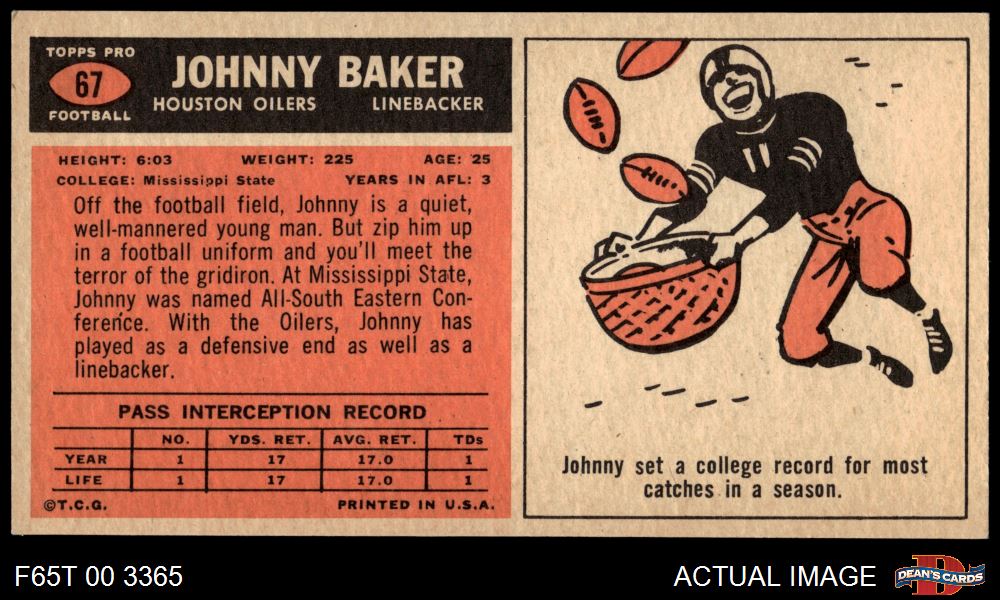 TOPPS PRO
67
FOOTBALL
JOHNNY BAKER
HOUSTON OILERS LINEBACKER
HEIGHT: 6:03 WEIGHT: 225 AGE: 25
COLLEGE: Mississippi State YEARS IN AFL: 3
Off the football field, Johnny is a quiet,
well-mannered young man. But zip him up
in a football uniform and you'll meet the
terror of the gridiron. At Mississippi State,
Johnny was named All-South Eastern Con-
ference. With the Oilers, Johnny has
played as a defensive end as well as a
linebacker.
PASS INTERCEPTION RECORD
NO. YDS. RET. AVG. RET. TDs
YEAR 1 17 17.0 1
LIFE 1 17 17.0 1
©T.C.G. PRINTED IN U.S.A.
11
Johnny set a college record for most
catches in a season.
F65T 00 3365
ACTUAL IMAGE
D
DEAN'S CARDS